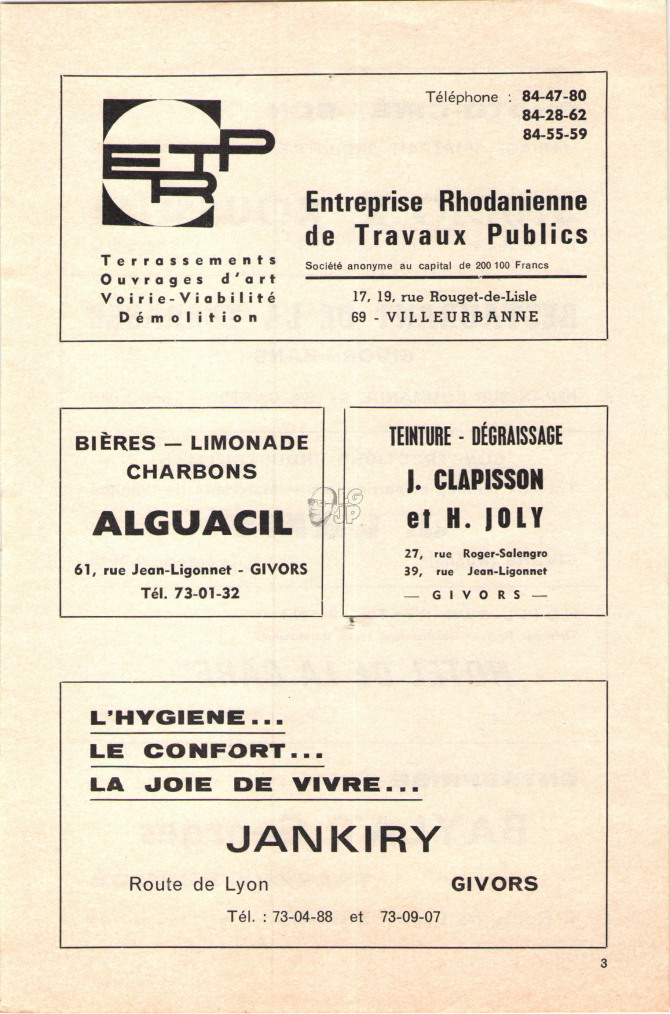 Téléphone : 84-47-80
84-28-62
84-55-59
ETP
R
Terrassements
Ouvrages d'art
Voirie-Viabilité
Démolition
Entreprise Rhodanienne
de Travaux Publics
Société anonyme au capital de 200 100 Francs
17, 19, rue Rouget-de-Lisle
69 - VILLEURBANNE
BIÈRES — LIMONADE
CHARBONS
ALGUACIL
61, rue Jean-Ligonnet - GIVORS
Tél. 73-01-32
TEINTURE - DÉGRAISSAGE
J. CLAPISSON
et H. JOLY
27, rue Roger-Salengro
39, rue Jean-Ligonnet
— GIVORS —
L'HYGIENE...
LE CONFORT...
LA JOIE DE VIVRE...
JANKIRY
Route de Lyon GIVORS
Tél. : 73-04-88 et 73-09-07
3